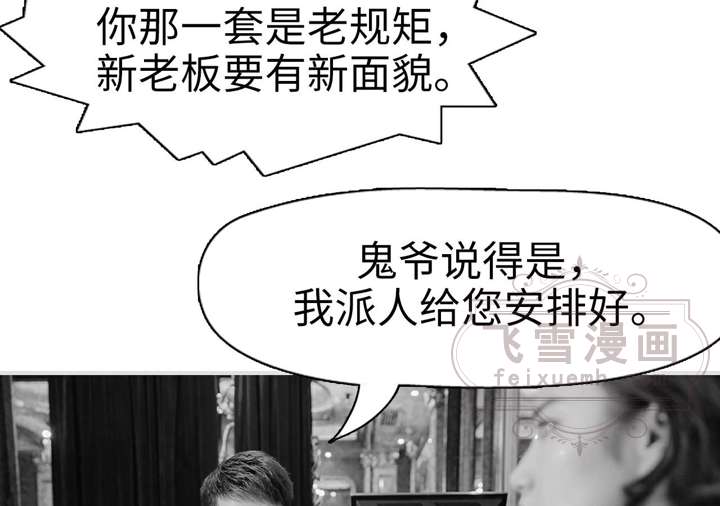 你那一套是老规矩，
新老板要有新面貌。
鬼爷说得是，
我派人给您安排好。
飞雪漫画
feixuemh